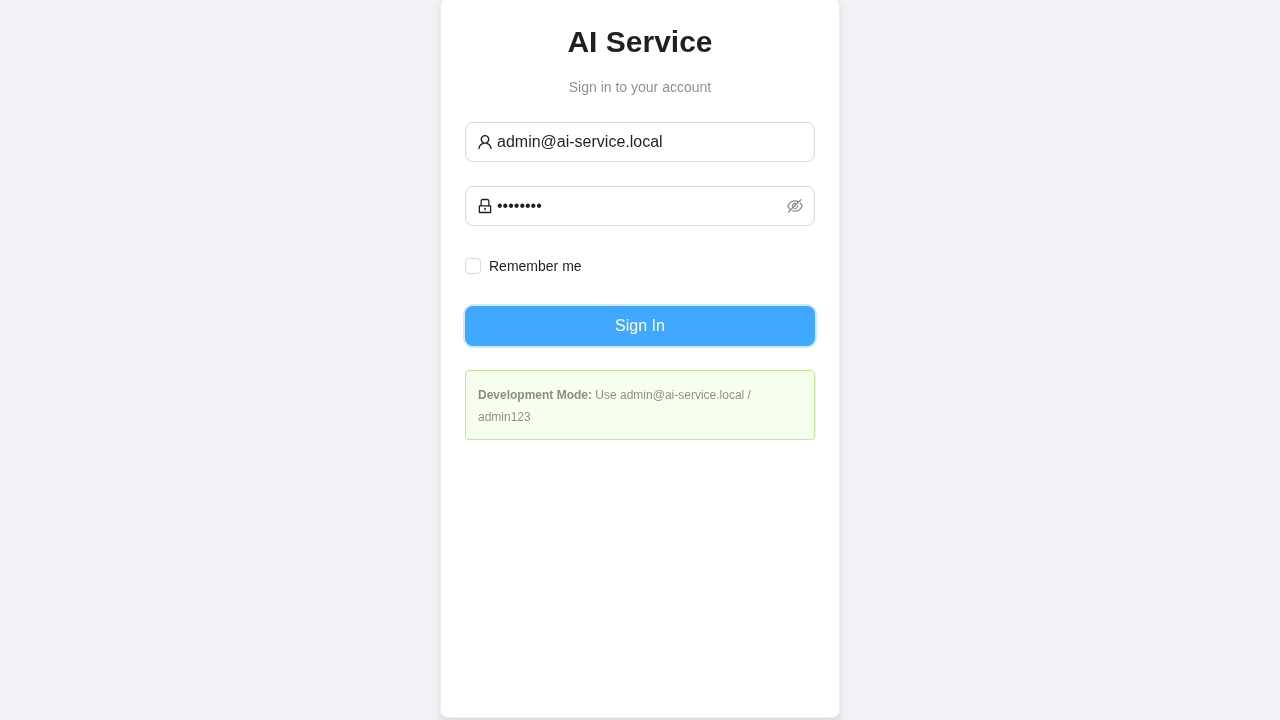 AI Service
Sign in to your account
admin@ai-service.local
••••••••
Remember me
Sign In
Development Mode: Use admin@ai-service.local /
admin123